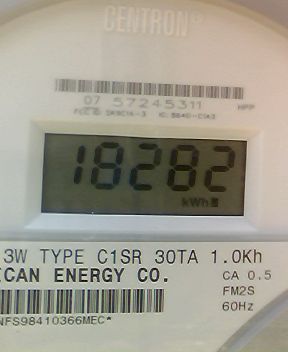 CENTRON®
07 57245311
18282
kWh
3W TYPE C1SR 30TA 1.0Kh
ICAN ENERGY CO. CA 0.5
FM2S
60Hz
NFS98410366MEC*